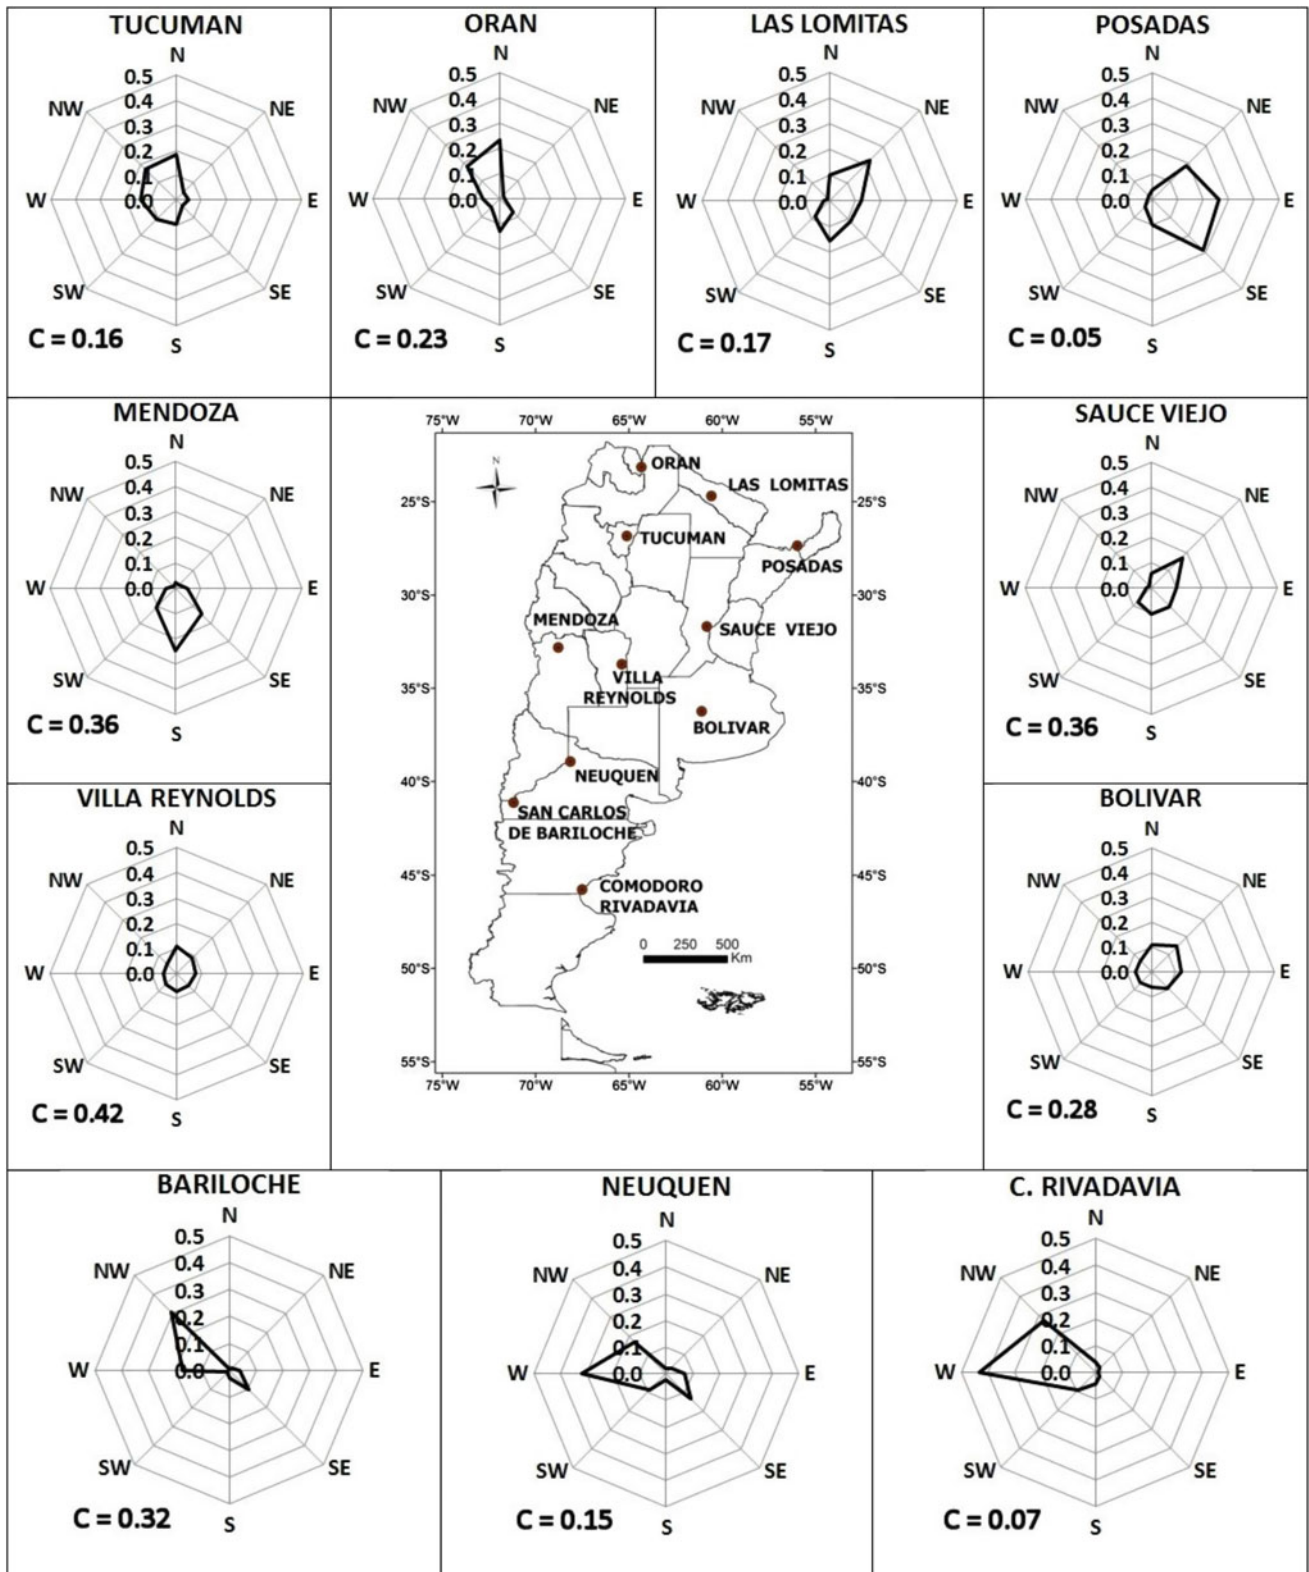 TUCUMAN
N
0.5
NW
0.4
NE
0.3
0.2
0.1
W
0.0
E
SW
SE
C = 0.16
S
ORAN
N
0.5
NW
0.4
NE
0.3
0.2
0.1
W
0.0
E
SW
SE
C = 0.23
S
LAS LOMITAS
N
0.5
NW
0.4
NE
0.3
0.2
0.1
W
0.0
E
SW
SE
C = 0.17
S
POSADAS
N
0.5
NW
0.4
NE
0.3
0.2
0.1
W
0.0
E
SW
SE
C = 0.05
S
MENDOZA
N
0.5
NW
0.4
NE
0.3
0.2
0.1
W
0.0
E
SW
SE
C = 0.36
S
75°W 70°W 65°W 60°W 55°W
N
ORAN
LAS LOMITAS
25°S 25°S
TUCUMAN
POSADAS
30°S 30°S
MENDOZA
SAUCE VIEJO
VILLA
REYNOLDS
35°S 35°S
BOLIVAR
NEUQUEN
40°S 40°S
SAN CARLOS
DE BARILOCHE
45°S 45°S
COMODORO
RIVADAVIA
0 250 500
Km
50°S 50°S
55°S 55°S
75°W 70°W 65°W 60°W 55°W
SAUCE VIEJO
N
0.5
NW
0.4
NE
0.3
0.2
0.1
W
0.0
E
SW
SE
C = 0.36
S
VILLA REYNOLDS
N
0.5
NW
0.4
NE
0.3
0.2
0.1
W
0.0
E
SW
SE
C = 0.42
S
BOLIVAR
N
0.5
NW
0.4
NE
0.3
0.2
0.1
W
0.0
E
SW
SE
C = 0.28
S
BARILOCHE
N
0.5
NW
0.4
NE
0.3
0.2
0.1
W
0.0
E
SW
SE
C = 0.32
S
NEUQUEN
N
0.5
NW
0.4
NE
0.3
0.2
0.1
W
0.0
E
SW
SE
C = 0.15
S
C. RIVADAVIA
N
0.5
NW
0.4
NE
0.3
0.2
0.1
W
0.0
E
SW
SE
C = 0.07
S